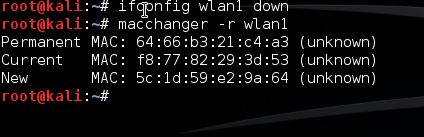 root@kali:~# ifconfig wlan1 down
root@kali:~# macchanger -r wlan1
Permanent MAC: 64:66:b3:21:c4:a3 (unknown)
Current   MAC: f8:77:82:29:3d:53 (unknown)
New       MAC: 5c:1d:59:e2:9a:64 (unknown)
root@kali:~#